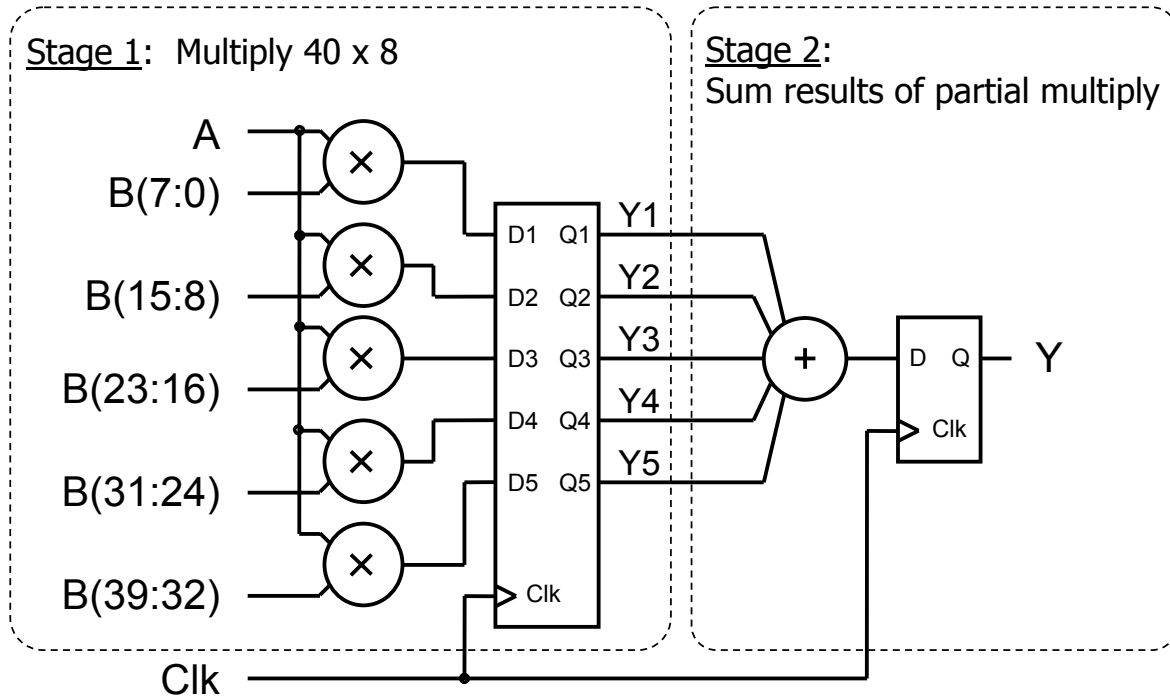 Stage 1: Multiply 40 x 8
Stage 2:
Sum results of partial multiply
A
B(7:0)
B(15:8)
B(23:16)
B(31:24)
B(39:32)
Clk
×
×
×
×
×
D1 Q1
D2 Q2
D3 Q3
D4 Q4
D5 Q5
Clk
Y1
Y2
Y3
Y4
Y5
+
D Q
Clk
Y